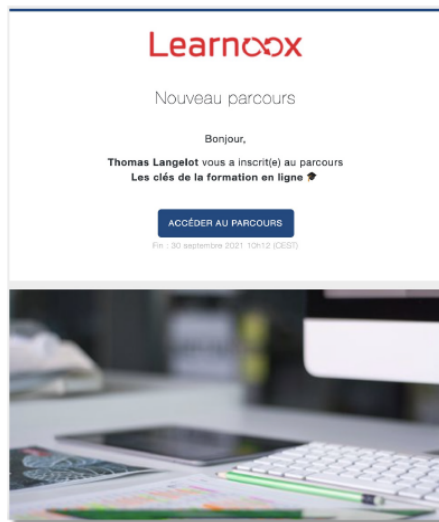 Learnoox
Nouveau parcours
Bonjour,
Thomas Langelot vous a inscrit(e) au parcours
Les clés de la formation en ligne 🎓
ACCÉDER AU PARCOURS
Fin : 30 septembre 2021 10h12 (CEST)